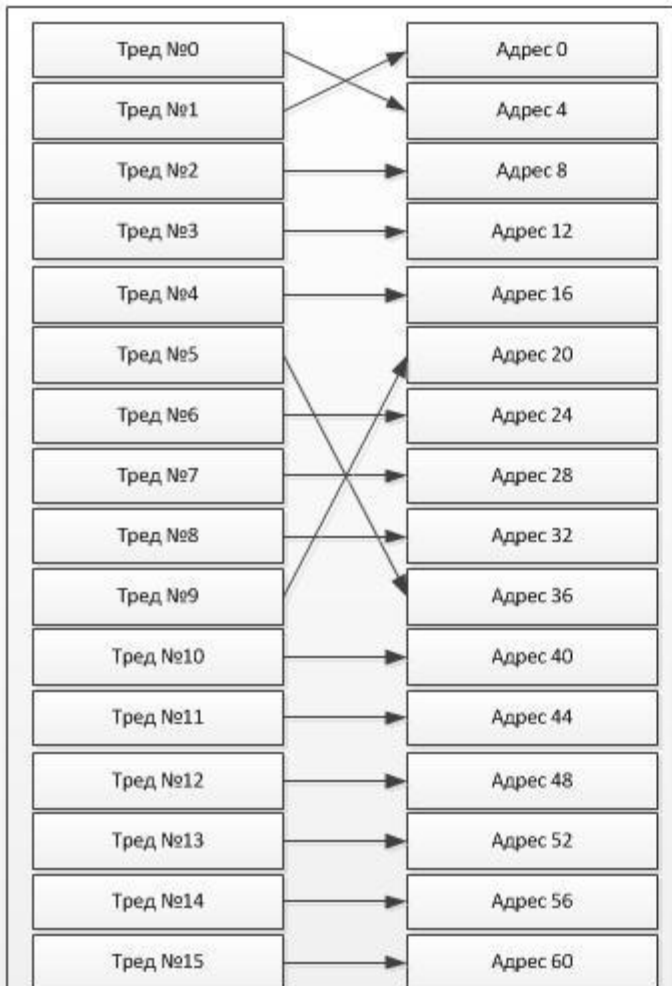 Тред №0 Адрес 0
Тред №1 Адрес 4
Тред №2 Адрес 8
Тред №3 Адрес 12
Тред №4 Адрес 16
Тред №5 Адрес 20
Тред №6 Адрес 24
Тред №7 Адрес 28
Тред №8 Адрес 32
Тред №9 Адрес 36
Тред №10 Адрес 40
Тред №11 Адрес 44
Тред №12 Адрес 48
Тред №13 Адрес 52
Тред №14 Адрес 56
Тред №15 Адрес 60